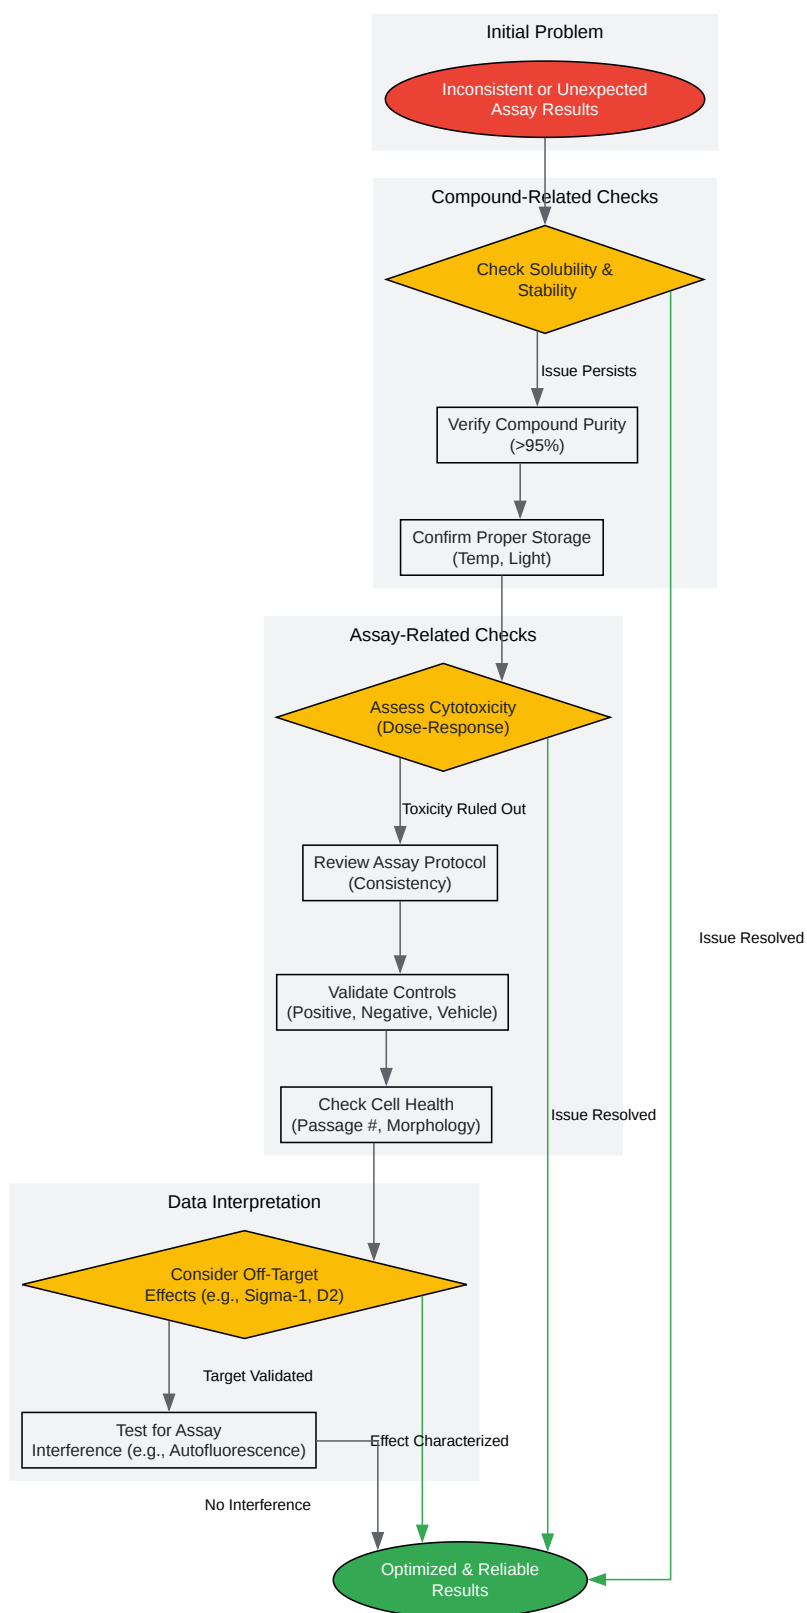 Initial Problem
Inconsistent or Unexpected
Assay Results
Compound-Related Checks
Check Solubility &
Stability
Issue Persists
Verify Compound Purity
(>95%)
Confirm Proper Storage
(Temp, Light)
Assay-Related Checks
Assess Cytotoxicity
(Dose-Response)
Toxicity Ruled Out
Review Assay Protocol
(Consistency)
Issue Resolved
Validate Controls
(Positive, Negative, Vehicle)
Check Cell Health
(Passage #, Morphology)
Issue Resolved
Data Interpretation
Consider Off-Target
Effects (e.g., Sigma-1, D2)
Target Validated
Test for Assay
Interference (e.g., Autofluorescence)
Effect Characterized
No Interference
Optimized & Reliable
Results